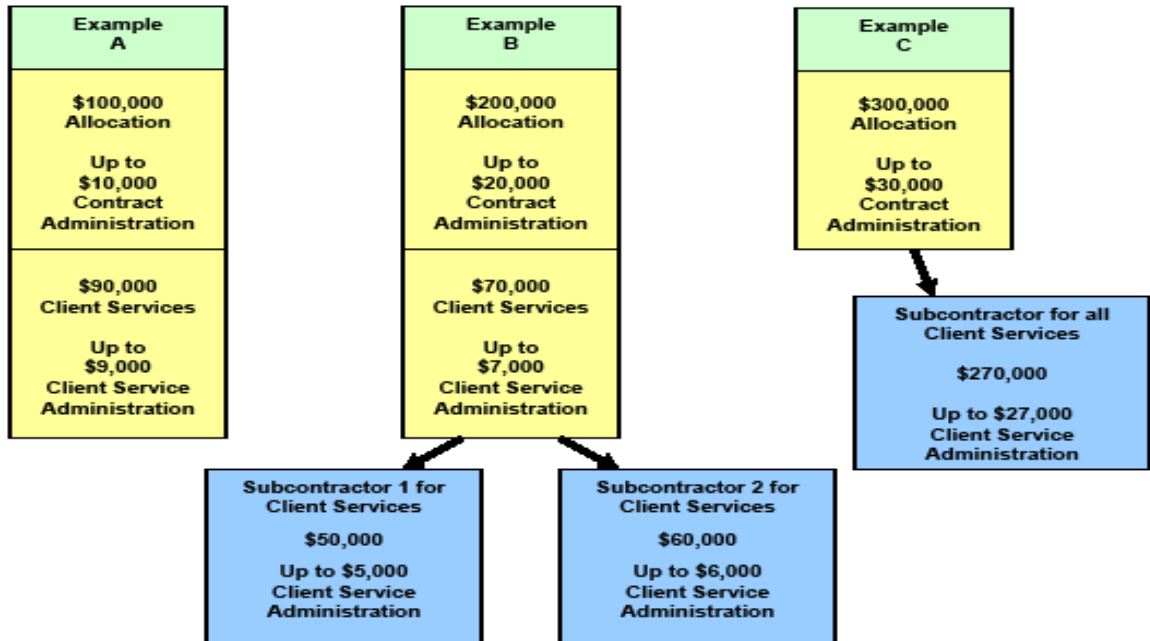 Example
A
$100,000
Allocation
Up to
$10,000
Contract
Administration
$90,000
Client Services
Up to
$9,000
Client Service
Administration
Example
B
$200,000
Allocation
Up to
$20,000
Contract
Administration
$70,000
Client Services
Up to
$7,000
Client Service
Administration
Subcontractor 1 for
Client Services
$50,000
Up to $5,000
Client Service
Administration
Subcontractor 2 for
Client Services
$60,000
Up to $6,000
Client Service
Administration
Example
C
$300,000
Allocation
Up to
$30,000
Contract
Administration
Subcontractor for all
Client Services
$270,000
Up to $27,000
Client Service
Administration